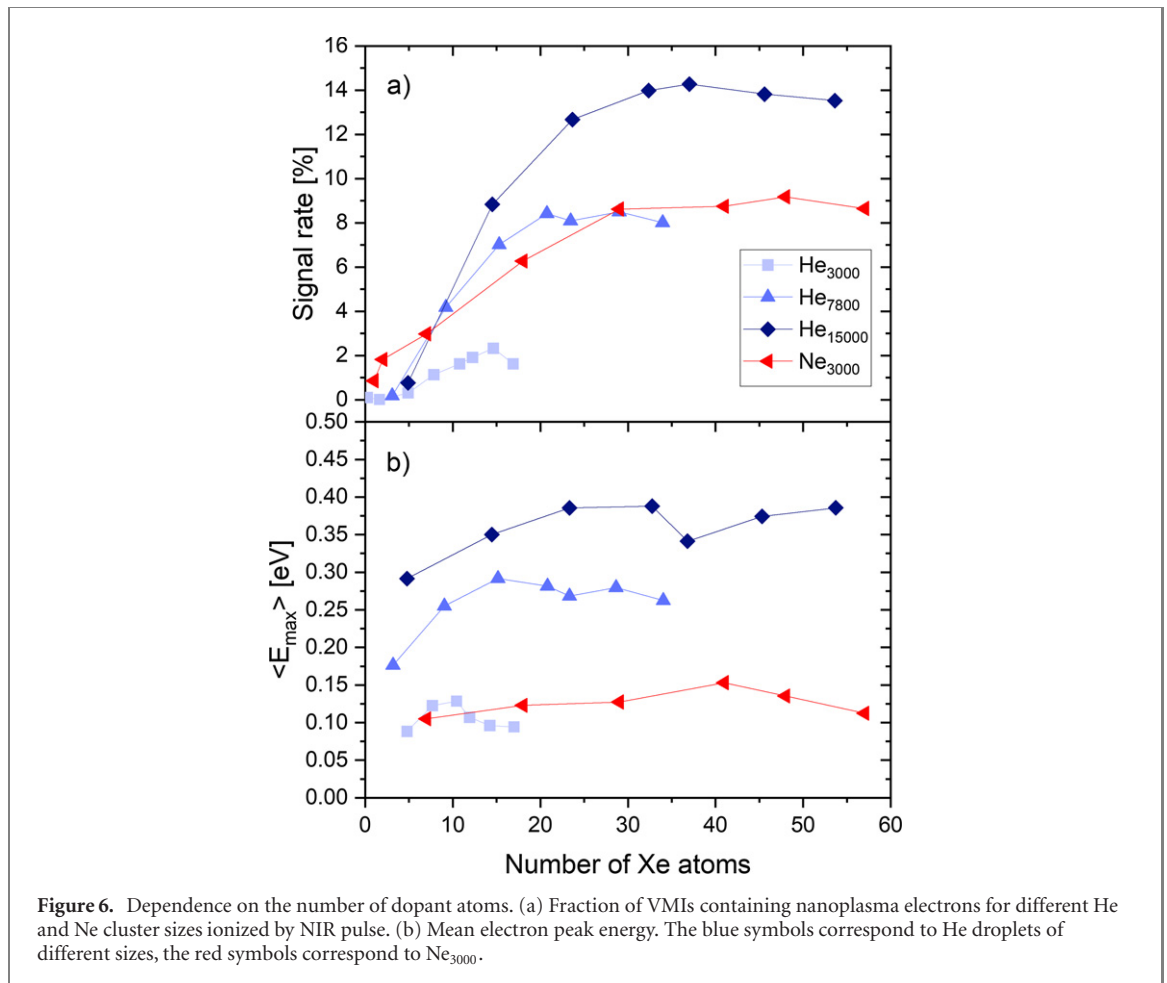 16
14
12
10
8
6
4
2
0
Signal rate [%]
a)
He3000
He7800
He15000
Ne3000
0.50
0.45
0.40
0.35
0.30
0.25
0.20
0.15
0.10
0.05
0.00
<Emax> [eV]
b)
0 10 20 30 40 50 60
Number of Xe atoms
Figure 6. Dependence on the number of dopant atoms. (a) Fraction of VMIs containing nanoplasma electrons for different He
and Ne cluster sizes ionized by NIR pulse. (b) Mean electron peak energy. The blue symbols correspond to He droplets of
different sizes, the red symbols correspond to Ne3000.